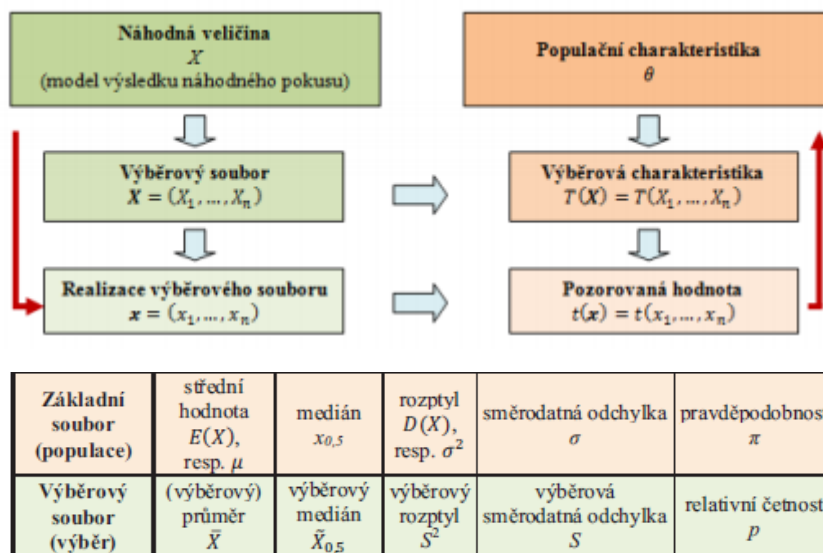 Náhodná veličina
X
(model výsledku náhodného pokusu)
Populační charakteristika
θ
Výběrový soubor
X = (X₁, …, Xₙ)
Výběrová charakteristika
T(X) = T(X₁, …, Xₙ)
Realizace výběrového souboru
x = (x₁, …, xₙ)
Pozorovaná hodnota
t(x) = t(x₁, …, xₙ)
Základní
soubor
(populace)
střední
hodnota
E(X),
resp. μ
medián
x₀,₅
rozptyl
D(X),
resp. σ²
směrodatná odchylka
σ
pravděpodobnost
π
Výběrový
soubor
(výběr)
(výběrový)
průměr
X̄
výběrový
medián
X̃₀,₅
výběrový
rozptyl
S²
výběrová
směrodatná odchylka
S
relativní četnost
p